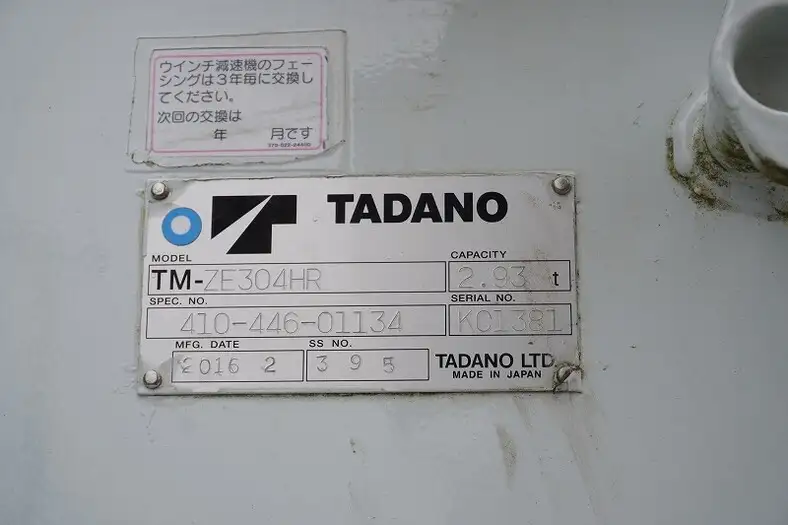 ウインチ減速機のフェー
シングは3年毎に交換し
てください。
次回の交換は
年 月です
TADANO
MODEL CAPACITY
TM-ZE304HR 2.93 t
SPEC. NO. SERIAL NO.
410-446-01134 K01381
MFG. DATE SS NO.
2016 2 395 TADANO LTD.
MADE IN JAPAN